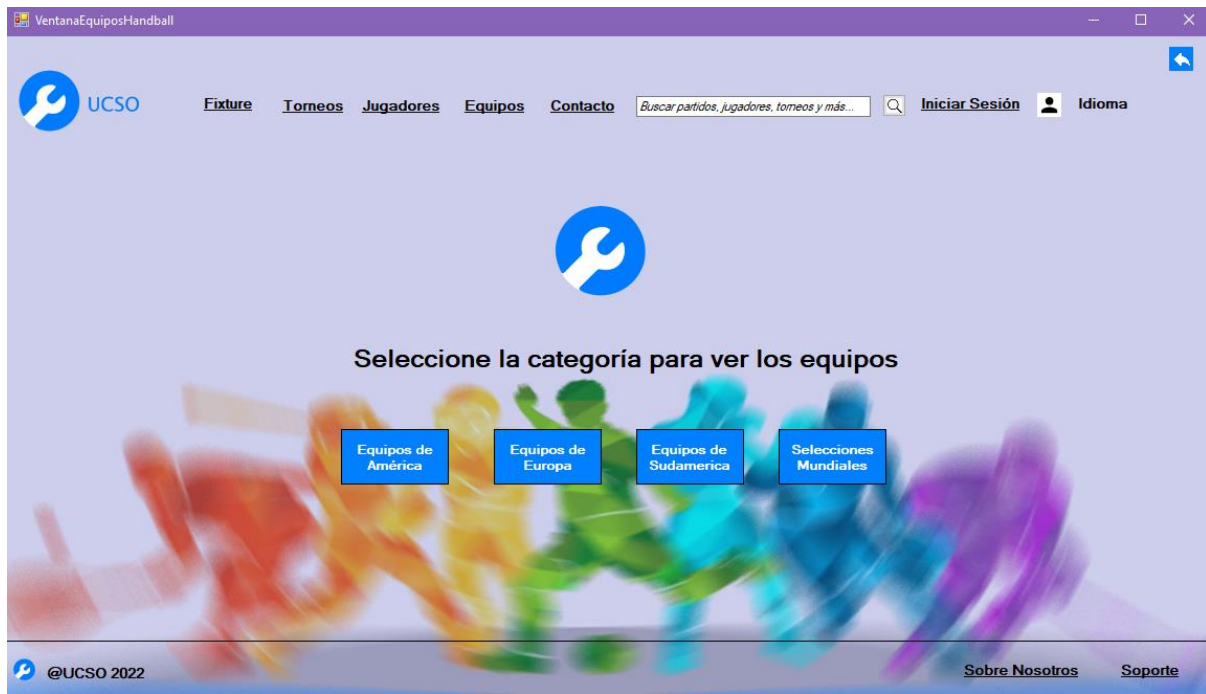 VentanaEquiposHandball
UCSO
Fixture
Torneos
Jugadores
Equipos
Contacto
Buscar partidos, jugadores, torneos y más...
Iniciar Sesión
Idioma
Seleccione la categoría para ver los equipos
Equipos de
América
Equipos de
Europa
Equipos de
Sudamerica
Selecciones
Mundiales
@UCSO 2022
Sobre Nosotros
Soporte